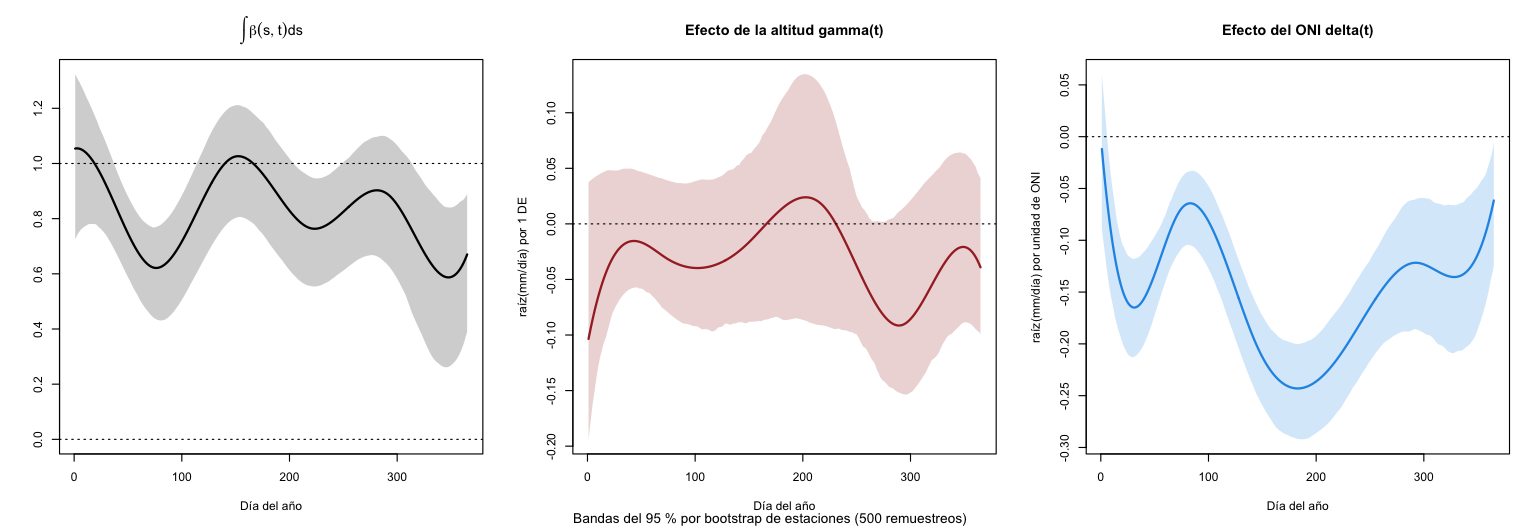 ∫β(s, t)ds
1.2
1.0
0.8
0.6
0.4
0.2
0.0
0 100 200 300
Día del año
Efecto de la altitud gamma(t)
raíz(mm/día) por 1 DE
0.10
0.05
0.00
-0.05
-0.10
-0.15
-0.20
0 100 200 300
Día del año
Efecto del ONI delta(t)
raíz(mm/día) por unidad de ONI
0.05
0.00
-0.05
-0.10
-0.15
-0.20
-0.25
-0.30
0 100 200 300
Día del año
Bandas del 95 % por bootstrap de estaciones (500 remuestreos)